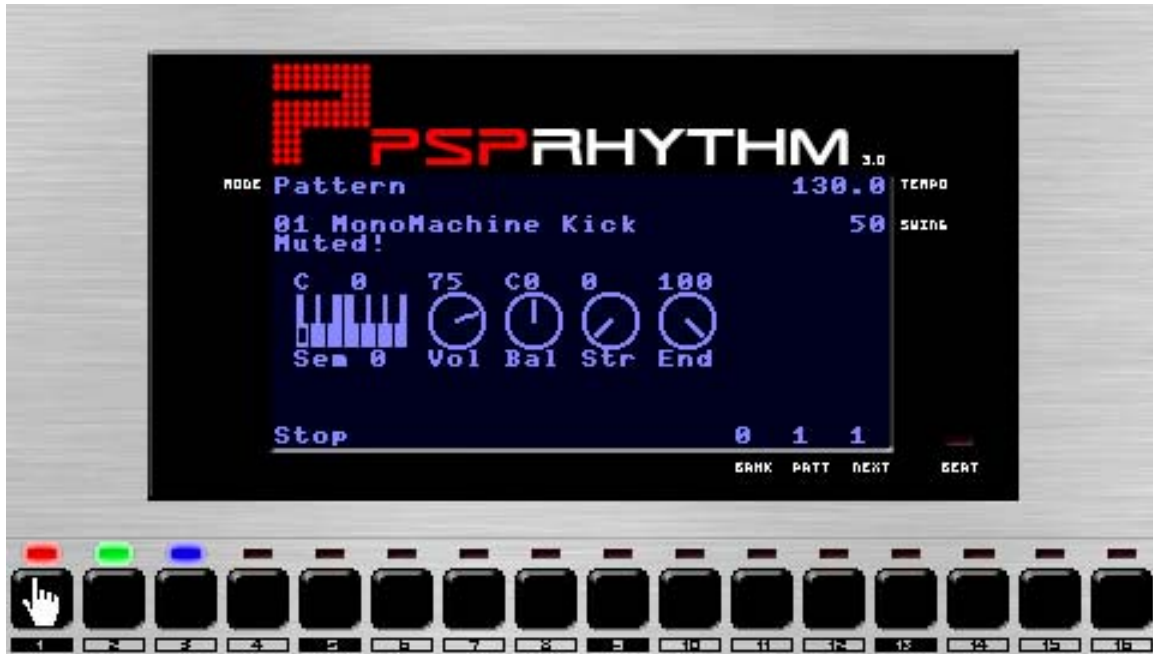 PSPRHYTHM 3.0
MODE Pattern 130.0 TEMPO
01 MonoMachine Kick 50 SWING
Muted!
C 0 75 C0 0 100
Sem 0 Vol Bal Str End
Stop 0 1 1
BANK PATT NEXT BEAT
1 2 3 4 5 6 7 8 9 10 11 12 13 14 15 16